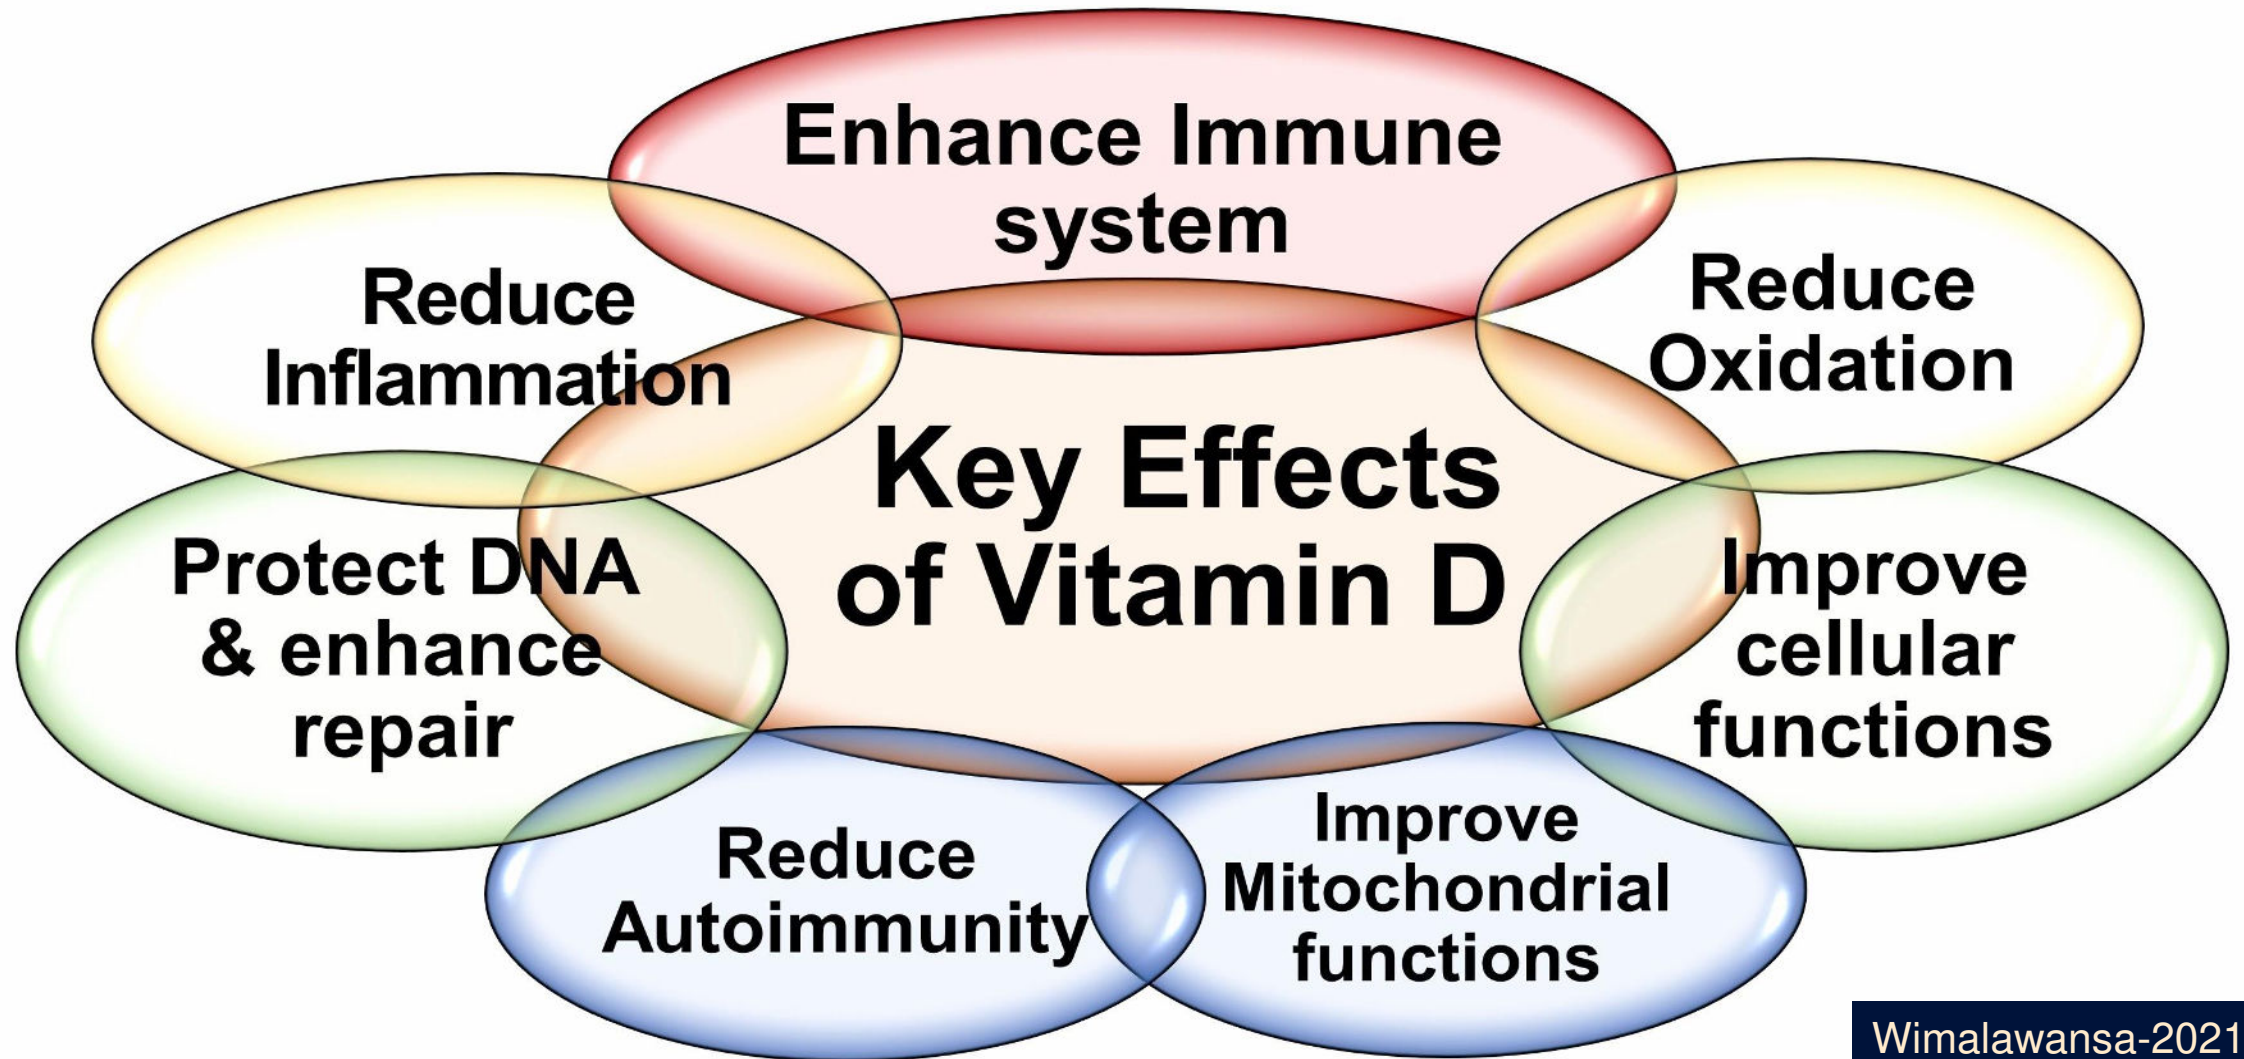 Enhance Immune
system
Reduce
Inflammation
Reduce
Oxidation
Key Effects
of Vitamin D
Protect DNA
& enhance
repair
Improve
cellular
functions
Reduce
Autoimmunity
Improve
Mitochondrial
functions
Wimalawansa-2021